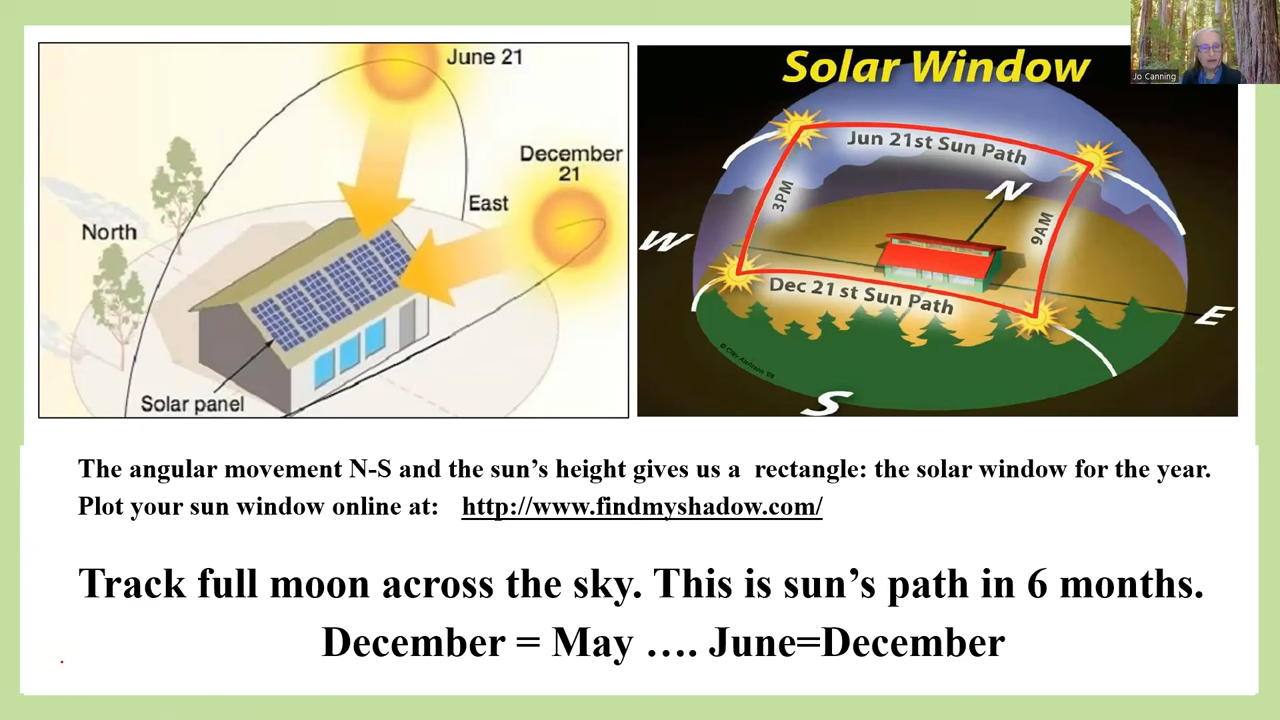 June 21
December
21
East
North
Solar panel
Solar Window
Jun 21st Sun Path
N
3PM
9AM
W
Dec 21 st Sun Path
E
S
Jo Canning
The angular movement N-S and the sun’s height gives us a rectangle: the solar window for the year.
Plot your sun window online at: http://www.findmyshadow.com/
Track full moon across the sky. This is sun’s path in 6 months.
December = May …. June=December